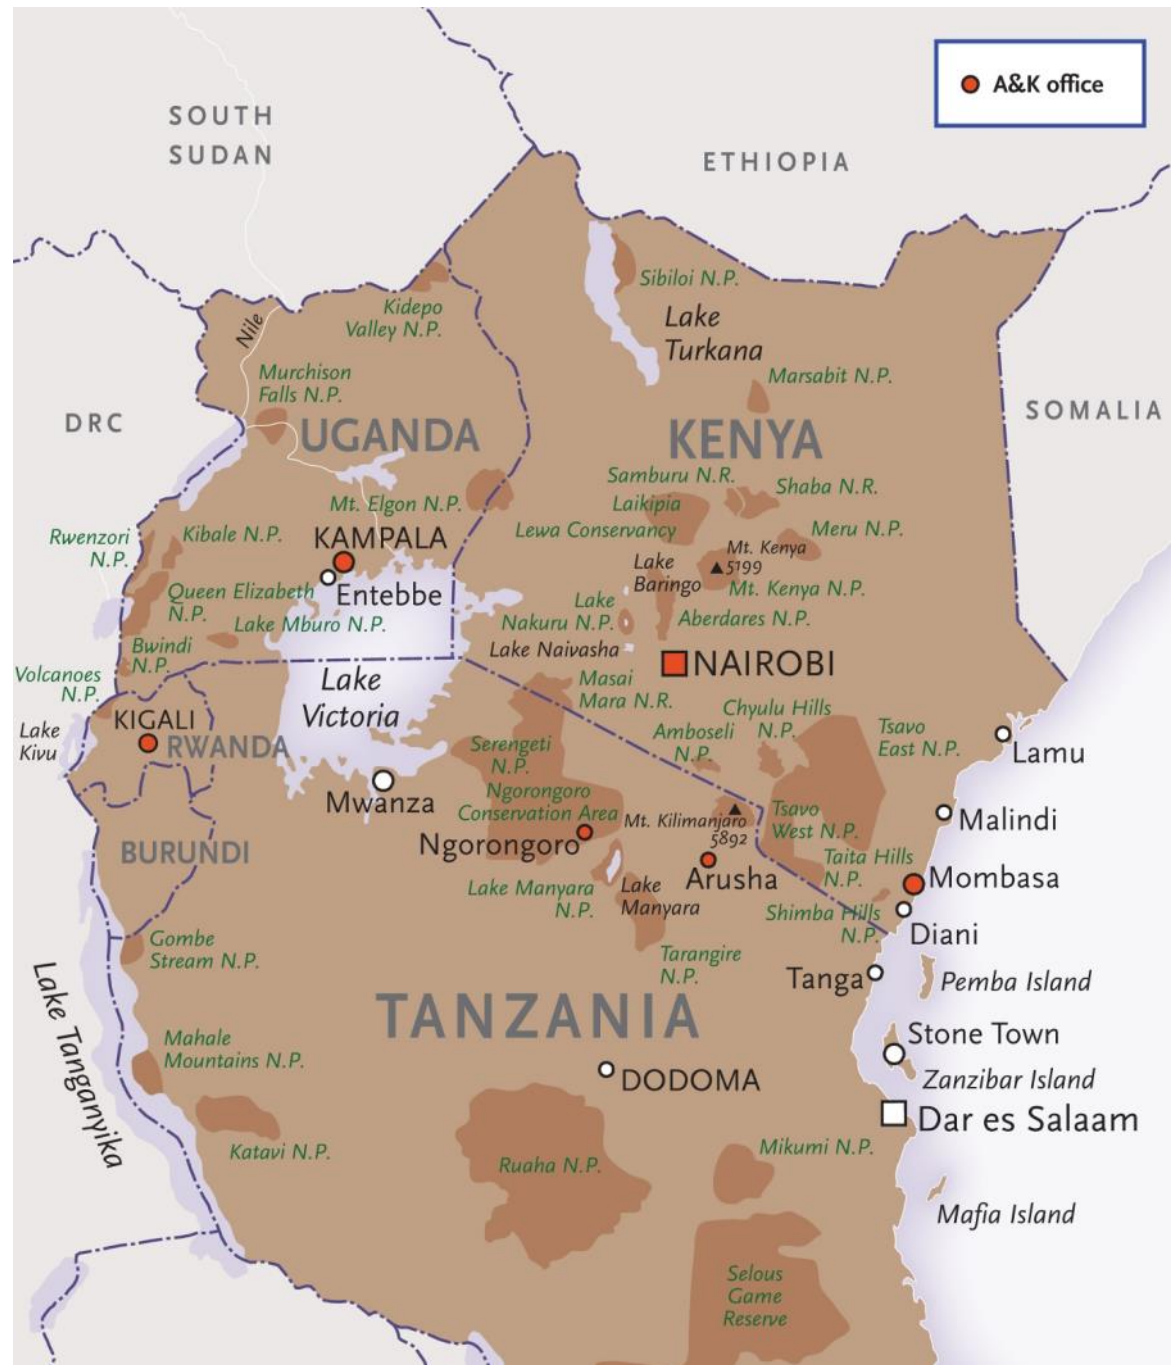 A&K office
SOUTH
SUDAN
ETHIOPIA
Sibiloi N.P.
Kidepo
Valley N.P.
Nile
Lake
Turkana
Murchison
Falls N.P.
Marsabit N.P.
DRC
SOMALIA
UGANDA
KENYA
Samburu N.R.
Shaba N.R.
Laikipia
Mt. Elgon N.P.
Lewa Conservancy
Meru N.P.
Rwenzori
N.P.
Kibale N.P.
KAMPALA
Mt. Kenya
5199
Lake
Baringo
Mt. Kenya N.P.
Queen Elizabeth
N.P.
Entebbe
Lake
Nakuru N.P.
Aberdares N.P.
Lake Mburo N.P.
Bwindi
N.P.
Lake Naivasha
NAIROBI
Volcanoes
N.P.
Lake
Victoria
Masai
Mara N.R.
Chyulu Hills
N.P.
KIGALI
Lake
Kivu
RWANDA
Amboseli
N.P.
Tsavo
East N.P.
Lamu
Serengeti
N.P.
Mwanza
Ngorongoro
Conservation Area
Mt. Kilimanjaro
5892
Tsavo
West N.P.
Malindi
Ngorongoro
BURUNDI
Taita Hills
N.P.
Arusha
Mombasa
Lake Manyara
N.P.
Lake
Manyara
Shimba Hills
N.P.
Diani
Gombe
Stream N.P.
Tarangire
N.P.
Tanga
Pemba Island
Lake Tanganyika
TANZANIA
Stone Town
Mahale
Mountains N.P.
DODOMA
Zanzibar Island
Dar es Salaam
Katavi N.P.
Ruaha N.P.
Mikumi N.P.
Mafia Island
Selous
Game
Reserve